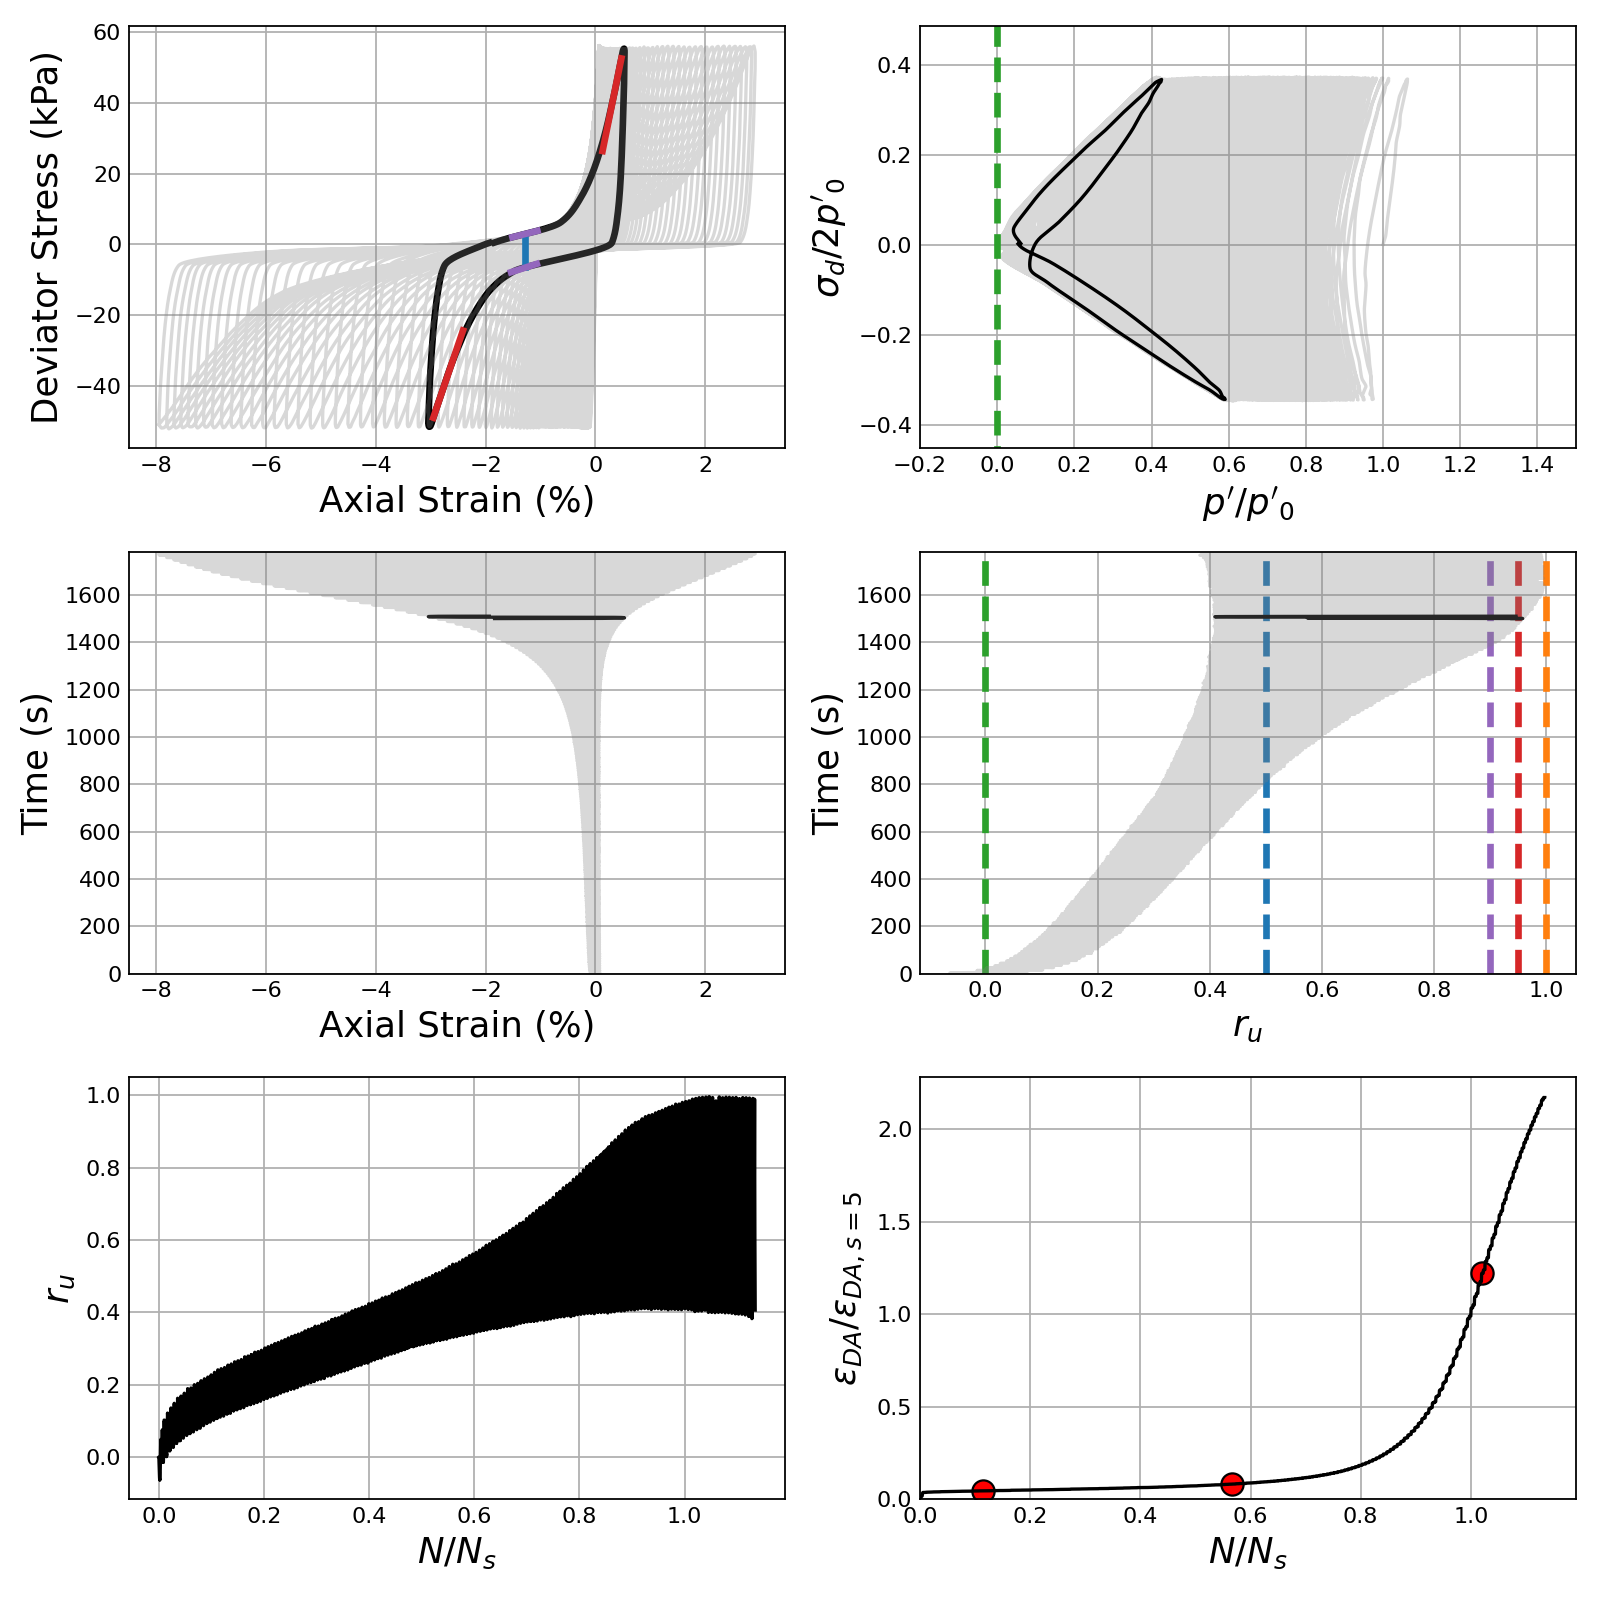 60
40
20
0
−20
−40
Deviator Stress (kPa)
−8 −6 −4 −2 0 2
Axial Strain (%)
0.4
0.2
0.0
−0.2
−0.4
σd/2p′0
−0.2 0.0 0.2 0.4 0.6 0.8 1.0 1.2 1.4
p′/p′0
1600
1400
1200
1000
800
600
400
200
0
Time (s)
−8 −6 −4 −2 0 2
Axial Strain (%)
1600
1400
1200
1000
800
600
400
200
0
Time (s)
0.0 0.2 0.4 0.6 0.8 1.0
ru
1.0
0.8
0.6
0.4
0.2
0.0
ru
0.0 0.2 0.4 0.6 0.8 1.0
N/Ns
2.0
1.5
1.0
0.5
0.0
εDA/εDA, s = 5
0.0 0.2 0.4 0.6 0.8 1.0
N/Ns